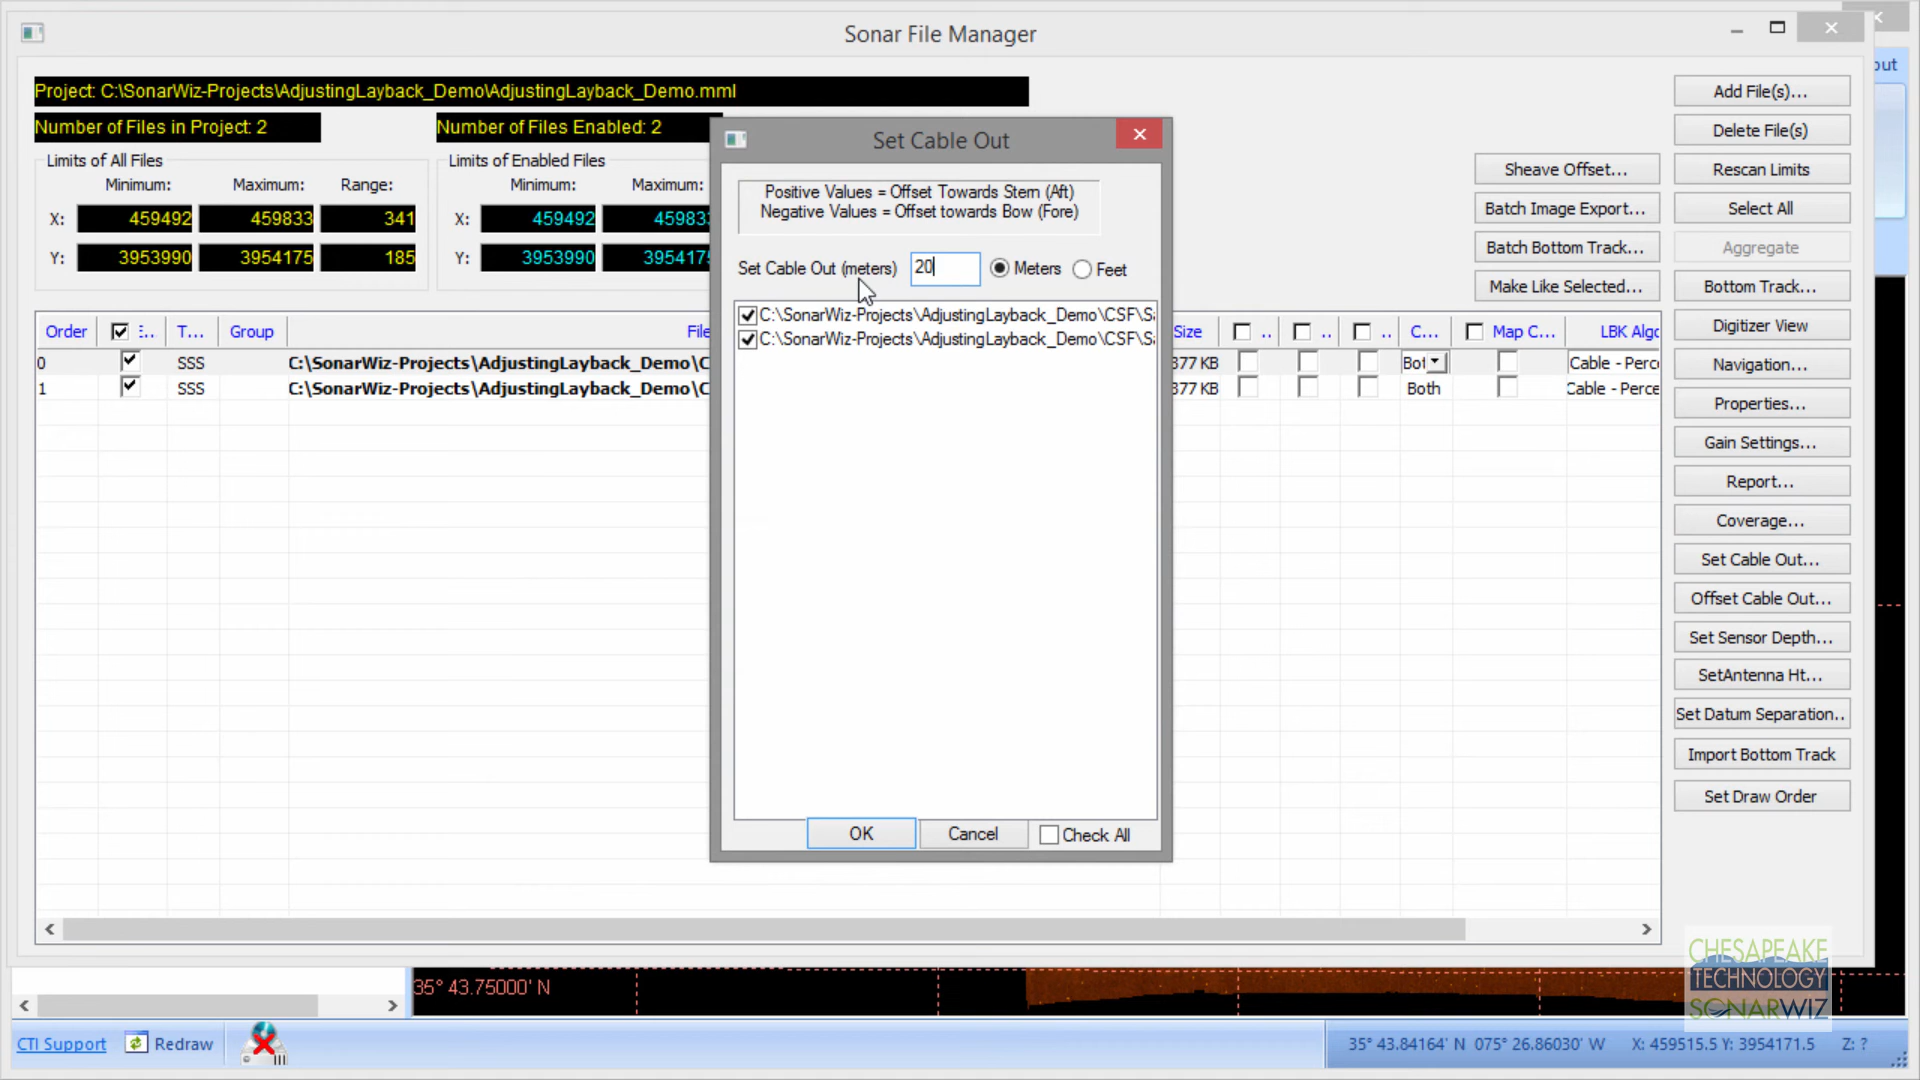 Sonar File Manager
out
Project: C:\SonarWiz-Projects\AdjustingLayback_Demo\AdjustingLayback_Demo.mml
Number of Files in Project: 2
Number of Files Enabled: 2
Limits of All Files
Minimum: Maximum: Range:
X: 459492 459833 341
Y: 3953990 3954175 185
Limits of Enabled Files
Minimum: Maximum:
X: 459492 45983
Y: 3953990 395417
Sheave Offset...
Batch Image Export...
Batch Bottom Track...
Make Like Selected...
Add File(s)...
Delete File(s)
Rescan Limits
Select All
Aggregate
Bottom Track...
Digitizer View
Navigation...
Properties...
Gain Settings...
Report...
Coverage...
Set Cable Out...
Offset Cable Out...
Set Sensor Depth...
SetAntenna Ht...
Set Datum Separation..
Import Bottom Track
Set Draw Order
Order :.. T... Group File Size .. .. .. C... Map C... LBK Algo
0 SSS C:\SonarWiz-Projects\AdjustingLayback_Demo\C 377 KB Bot Cable - Perc
1 SSS C:\SonarWiz-Projects\AdjustingLayback_Demo\C 377 KB Both Cable - Perce
Set Cable Out
Positive Values = Offset Towards Stern (Aft)
Negative Values = Offset towards Bow (Fore)
Set Cable Out (meters) 20 Meters Feet
C:\SonarWiz-Projects\AdjustingLayback_Demo\CSF\Sa
C:\SonarWiz-Projects\AdjustingLayback_Demo\CSF\Sa
OK Cancel Check All
35° 43.75000' N
CHESAPEAKE
TECHNOLOGY
SONARWIZ
CTI Support Redraw
35° 43.84164' N 075° 26.86030' W X: 459515.5 Y: 3954171.5 Z: ?